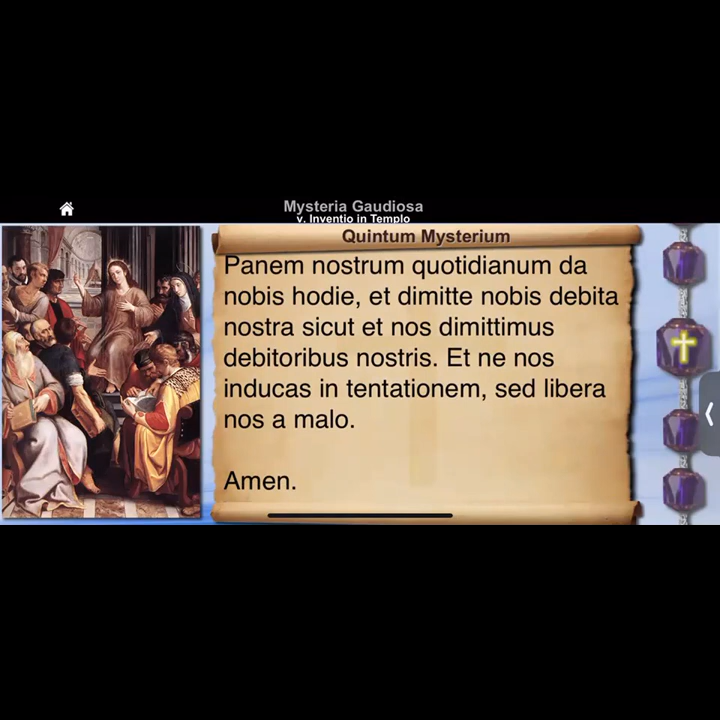 Mysteria Gaudiosa
v. Inventio in Templo
Quintum Mysterium
Panem nostrum quotidianum da
nobis hodie, et dimitte nobis debita
nostra sicut et nos dimittimus
debitoribus nostris. Et ne nos
inducas in tentationem, sed libera
nos a malo.
Amen.